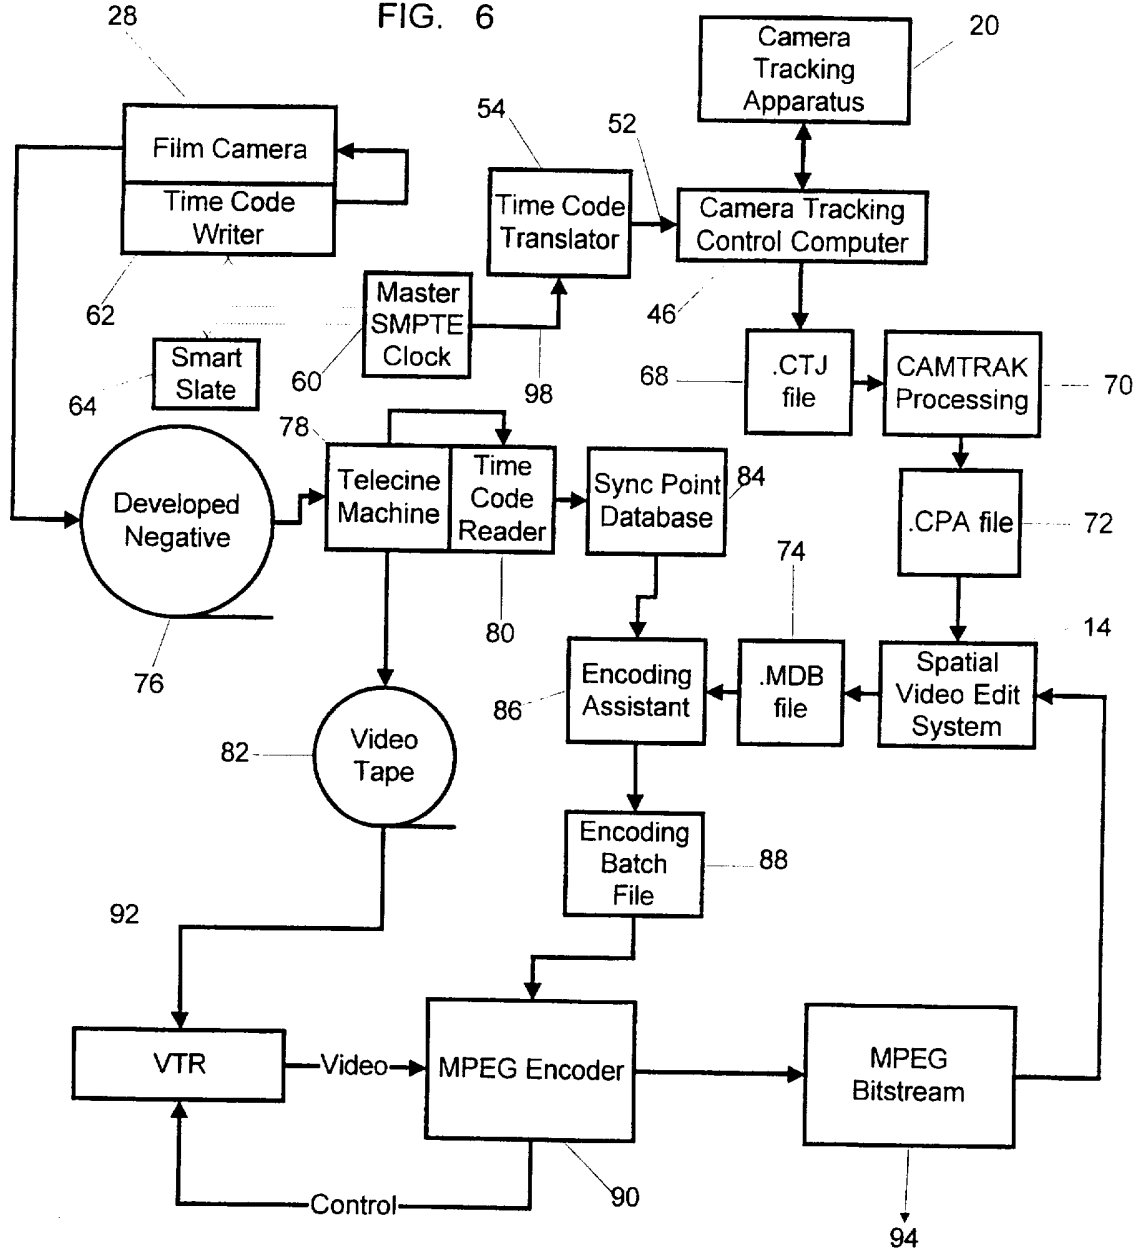 FIG. 6
28
20
Camera
Tracking
Apparatus
54
52
Film Camera
Time Code
Writer
Time Code
Translator
Camera Tracking
Control Computer
62
Master
SMPTE
Clock
46
60
98
Smart
Slate
64
68
.CTJ
file
CAMTRAK
Processing
70
78
Telecine
Machine
Time
Code
Reader
Sync Point
Database
84
Developed
Negative
.CPA file
72
76
80
74
14
86
Encoding
Assistant
.MDB
file
Spatial
Video Edit
System
82
Video
Tape
Encoding
Batch
File
88
92
VTR
Video
MPEG Encoder
MPEG
Bitstream
Control
90
94